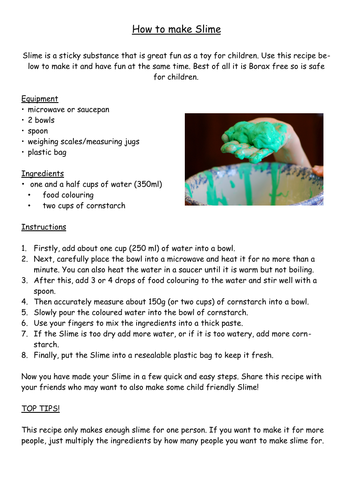 How to make Slime
Slime is a sticky substance that is great fun as a toy for children. Use this recipe be-
low to make it and have fun at the same time. Best of all it is Borax free so is safe
for children.
Equipment
• microwave or saucepan
• 2 bowls
• spoon
• weighing scales/measuring jugs
• plastic bag
Ingredients
• one and a half cups of water (350ml)
• food colouring
• two cups of cornstarch
Instructions
1. Firstly, add about one cup (250 ml) of water into a bowl.
2. Next, carefully place the bowl into a microwave and heat it for no more than a
minute. You can also heat the water in a saucer until it is warm but not boiling.
3. After this, add 3 or 4 drops of food colouring to the water and stir well with a
spoon.
4. Then accurately measure about 150g (or two cups) of cornstarch into a bowl.
5. Slowly pour the coloured water into the bowl of cornstarch.
6. Use your fingers to mix the ingredients into a thick paste.
7. If the Slime is too dry add more water, or if it is too watery, add more corn-
starch.
8. Finally, put the Slime into a resealable plastic bag to keep it fresh.
Now you have made your Slime in a few quick and easy steps. Share this recipe with
your friends who may want to also make some child friendly Slime!
TOP TIPS!
This recipe only makes enough slime for one person. If you want to make it for more
people, just multiply the ingredients by how many people you want to make slime for.